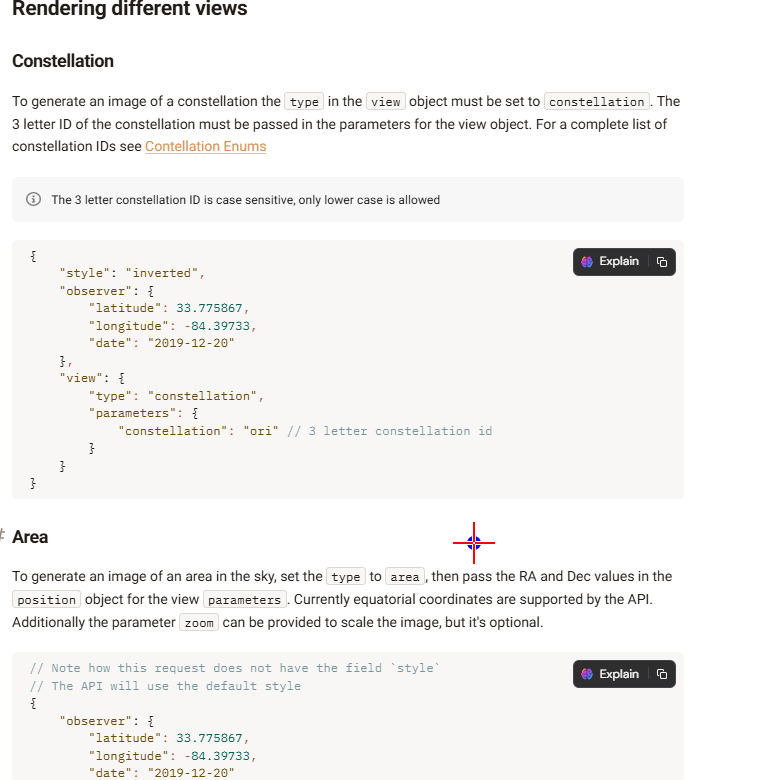 Rendering different views
Constellation
To generate an image of a constellation the type in the view object must be set to constellation. The
3 letter ID of the constellation must be passed in the parameters for the view object. For a complete list of
constellation IDs see Contellation Enums
The 3 letter constellation ID is case sensitive, only lower case is allowed
Explain
{
    "style": "inverted",
    "observer": {
        "latitude": 33.775867,
        "longitude": -84.39733,
        "date": "2019-12-20"
    },
    "view": {
        "type": "constellation",
        "parameters": {
            "constellation": "ori" // 3 letter constellation id
        }
    }
}
# Area
To generate an image of an area in the sky, set the type to area, then pass the RA and Dec values in the
position object for the view parameters. Currently equatorial coordinates are supported by the API.
Additionally the parameter zoom can be provided to scale the image, but it's optional.
Explain
// Note how this request does not have the field `style`
// The API will use the default style
{
    "observer": {
        "latitude": 33.775867,
        "longitude": -84.39733,
        "date": "2019-12-20"